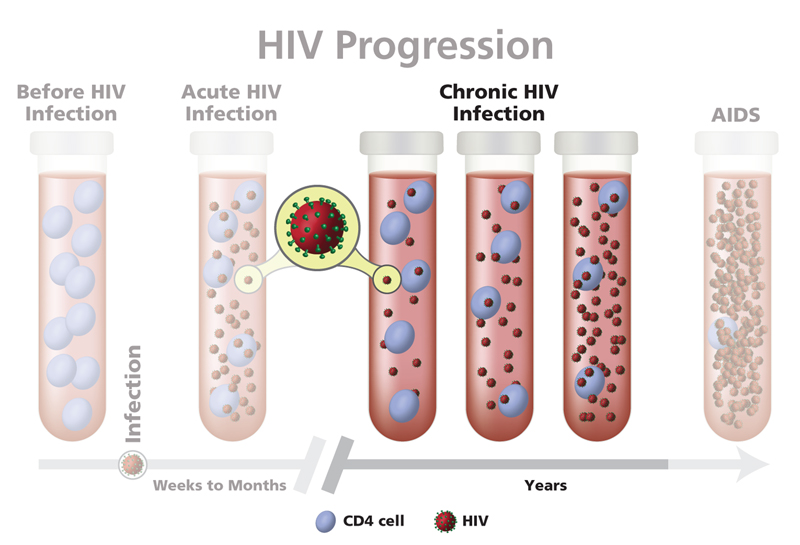 HIV Progression
Before HIV
Infection
Acute HIV
Infection
Chronic HIV
Infection
AIDS
Infection
Weeks to Months
Years
CD4 cell
HIV